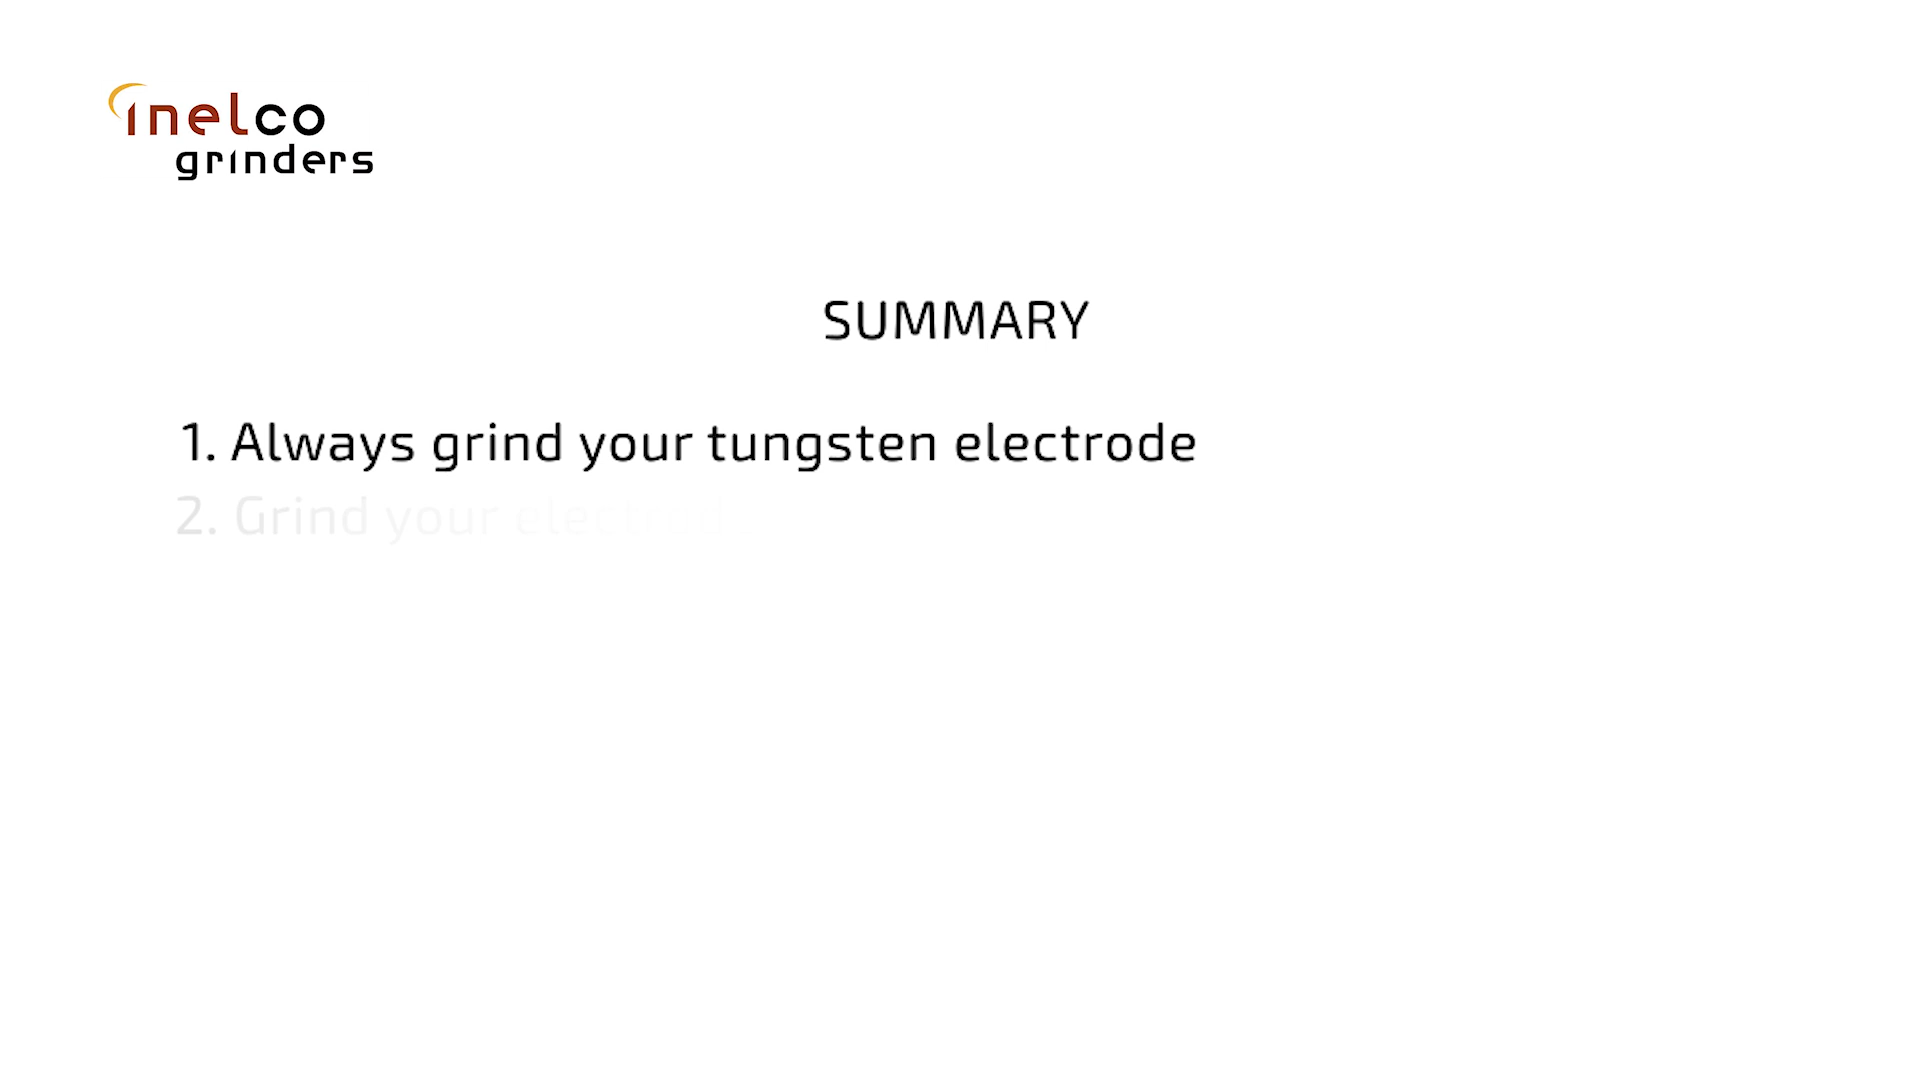 inelco
grinders
SUMMARY
1. Always grind your tungsten electrode
2. Grind your electrod